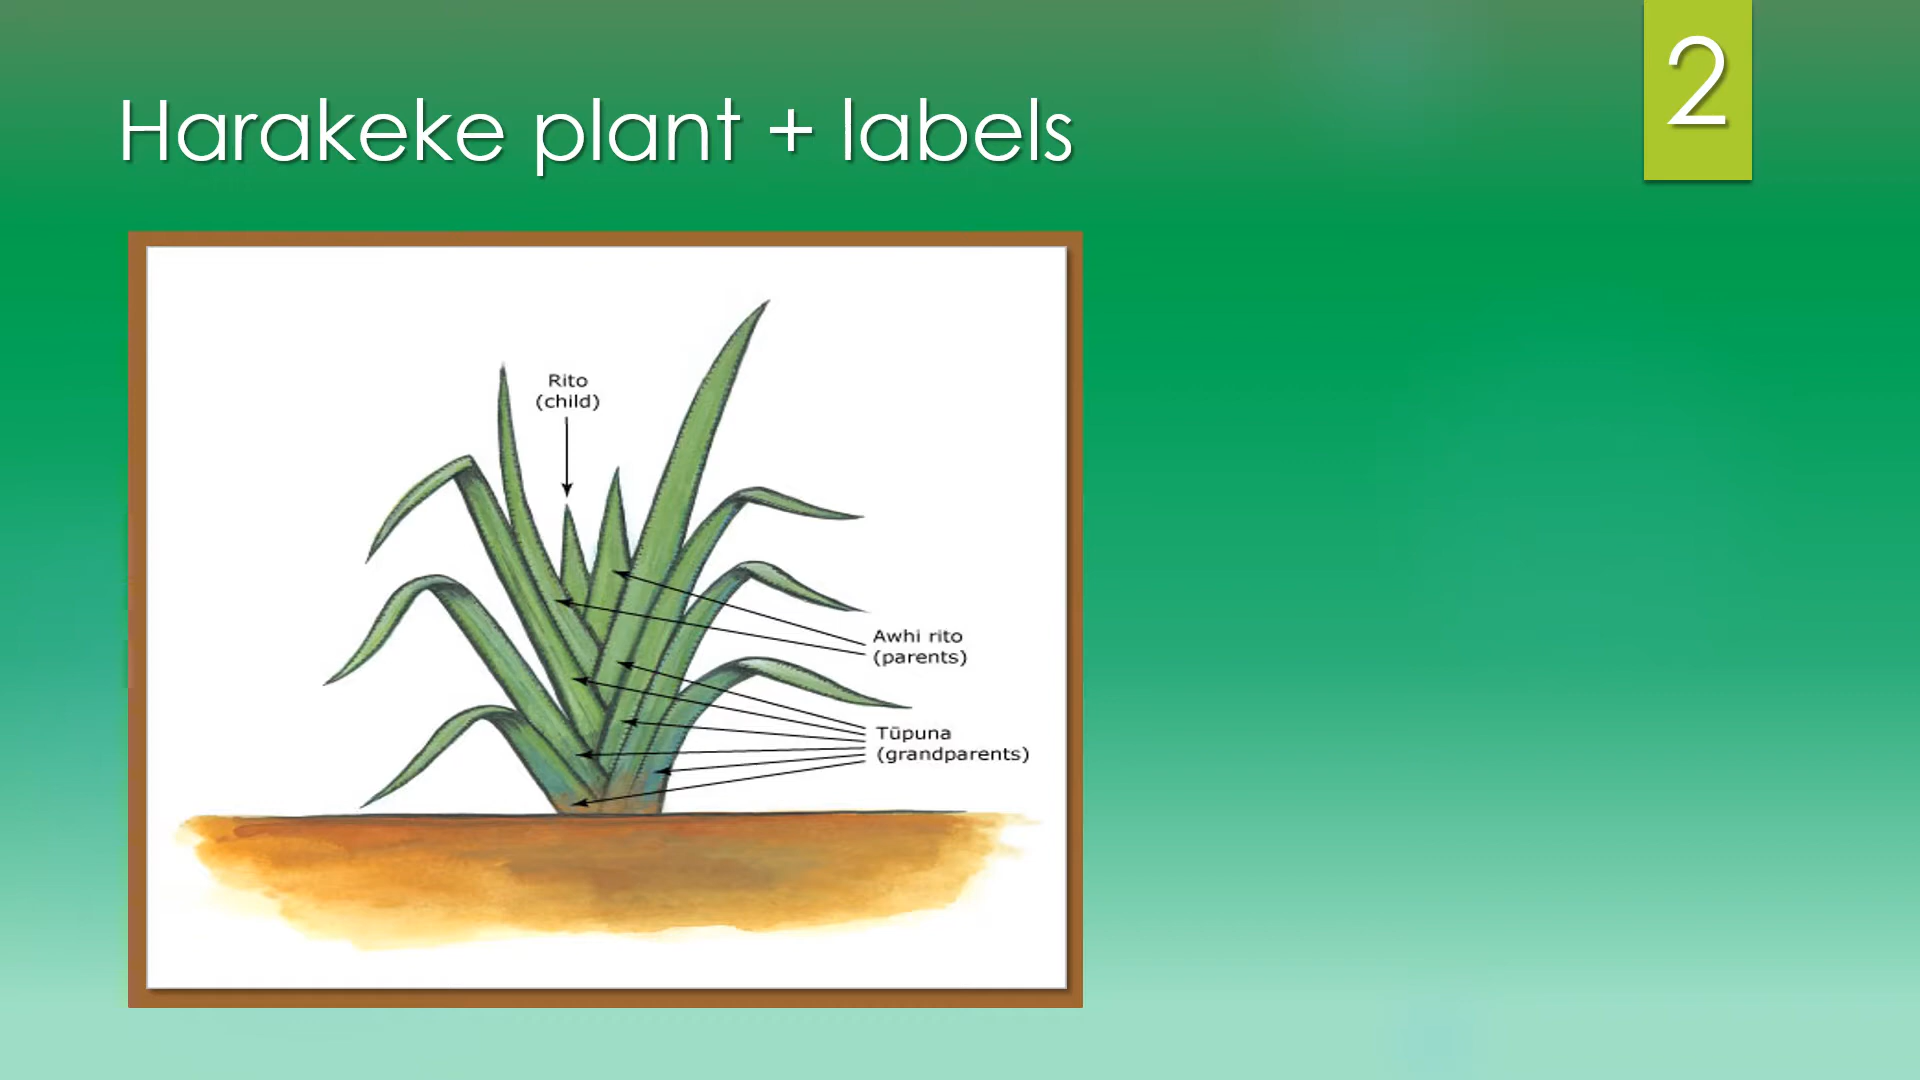 2
Harakeke plant + labels
Rito
(child)
Awhi rito
(parents)
Tūpuna
(grandparents)